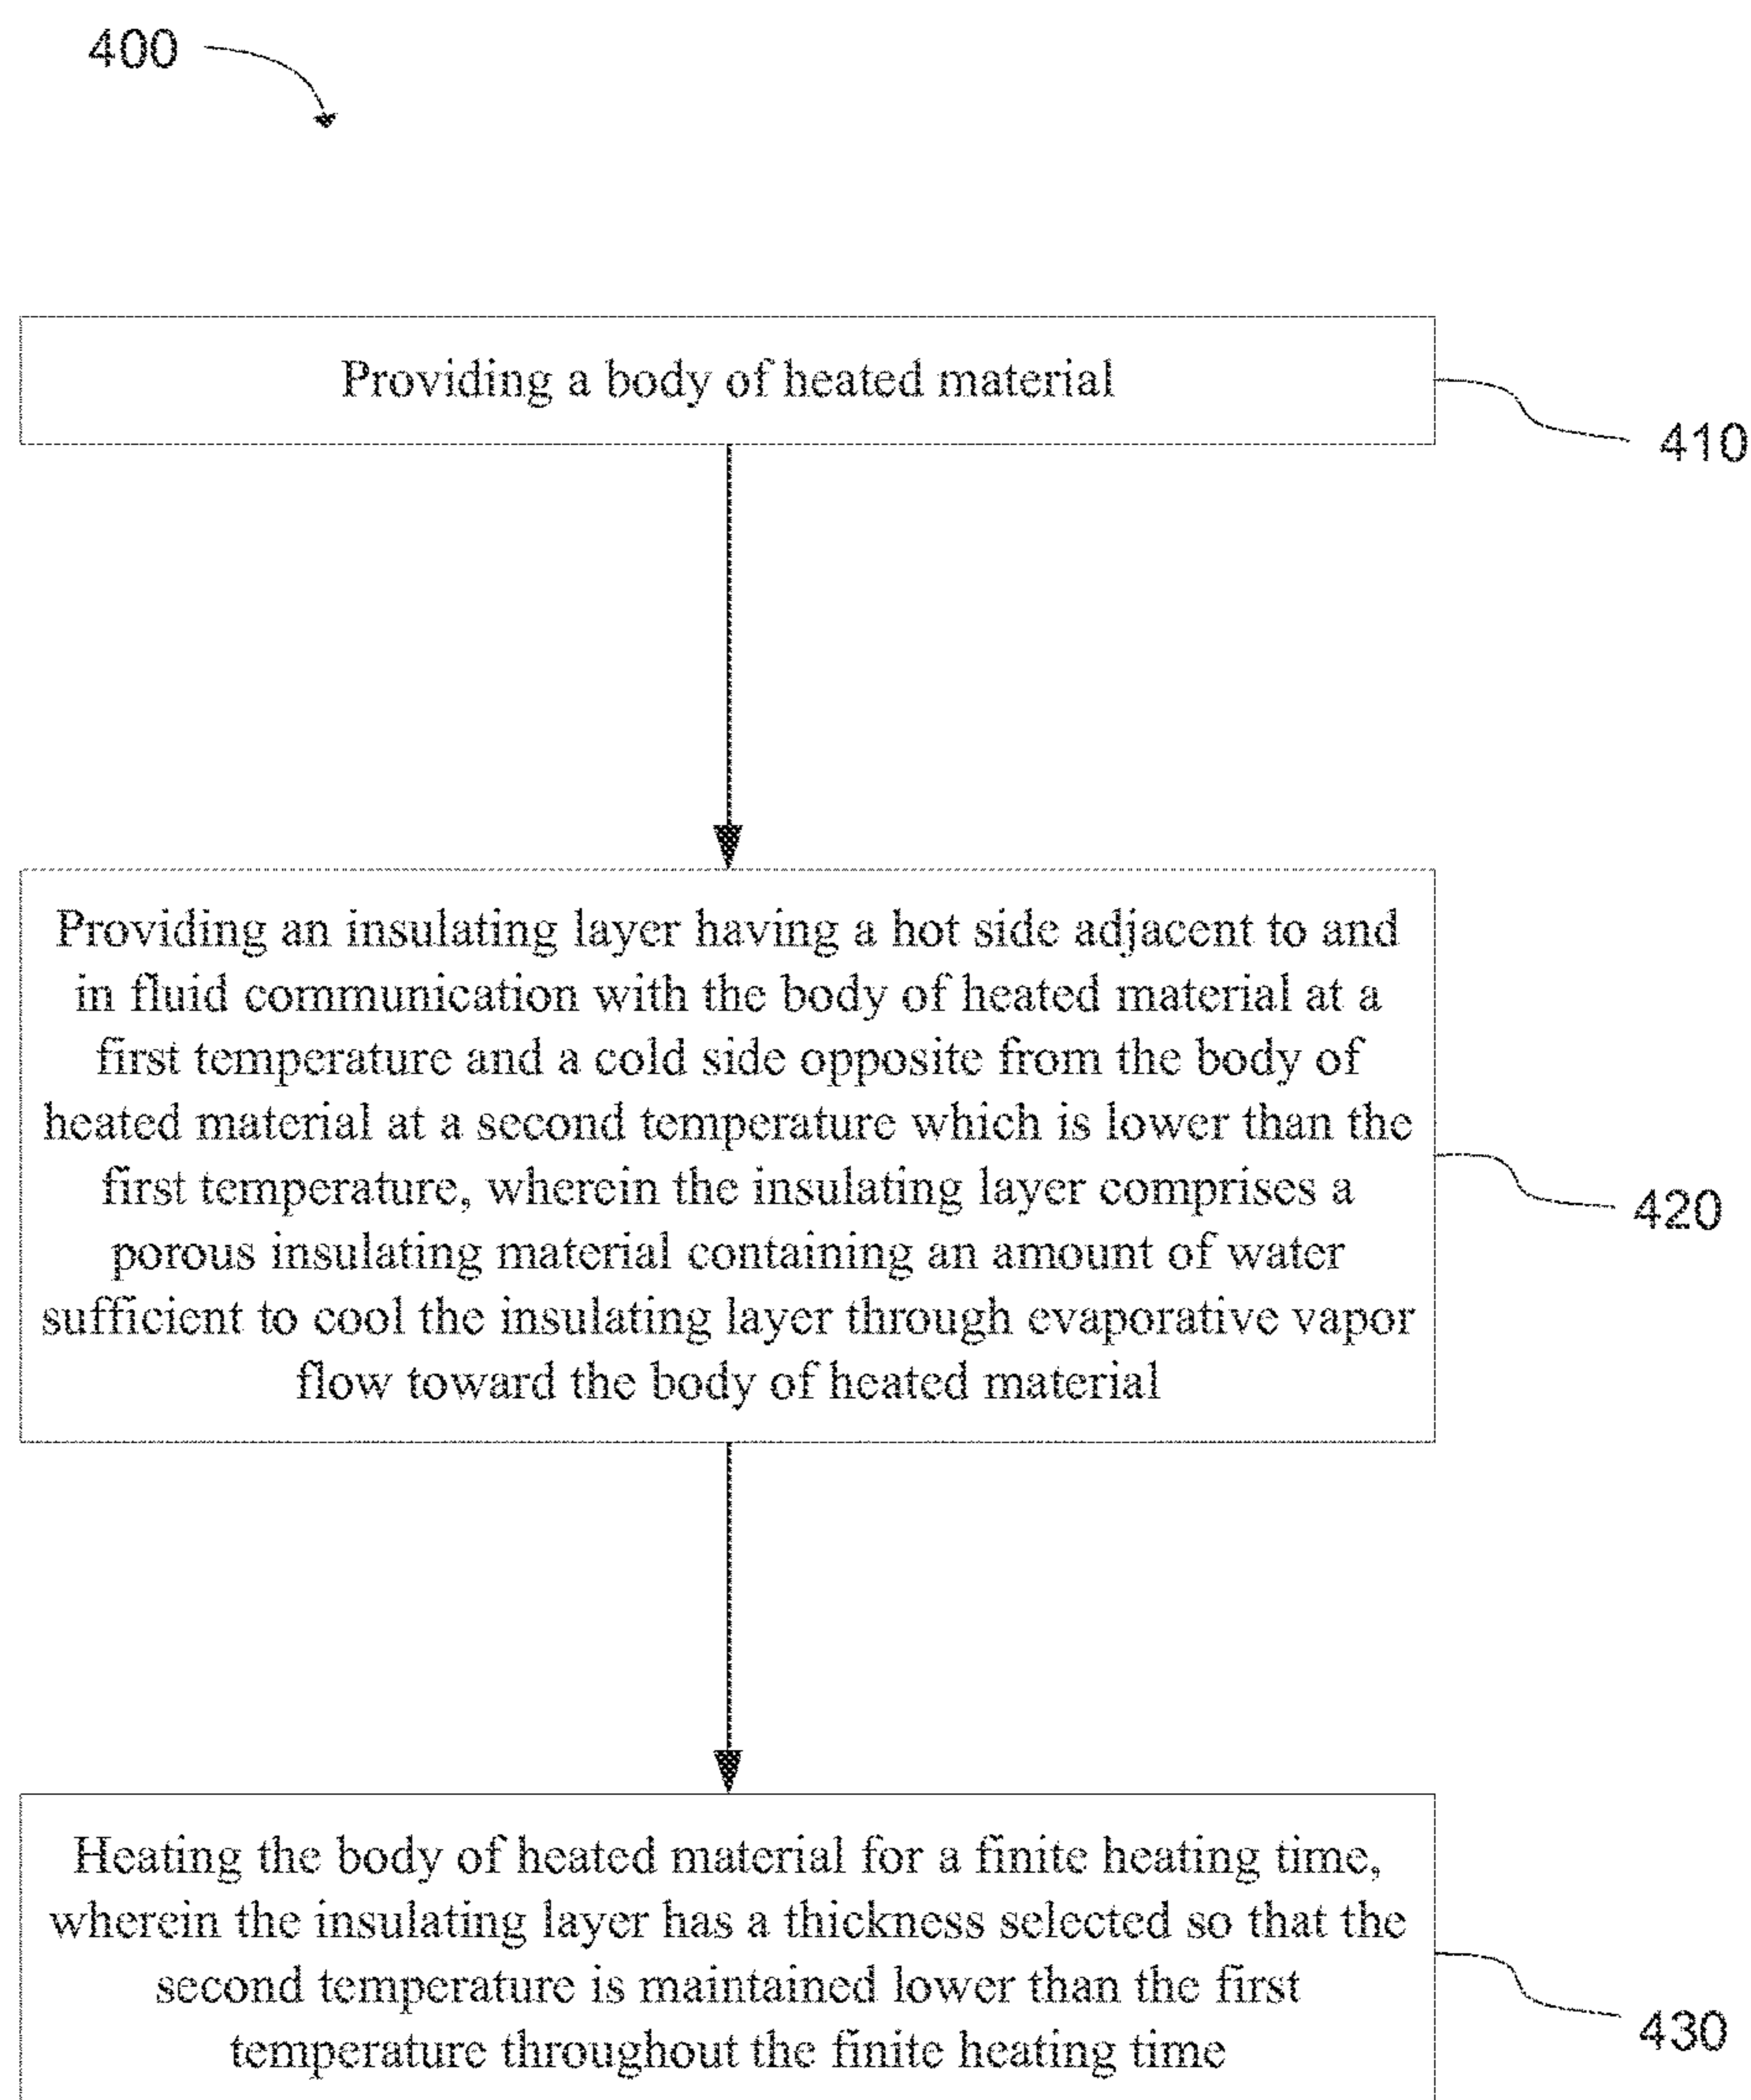 400
Providing a body of heated material
410
Providing an insulating layer having a hot side adjacent to and
in fluid communication with the body of heated material at a
first temperature and a cold side opposite from the body of
heated material at a second temperature which is lower than the
first temperature, wherein the insulating layer comprises a
porous insulating material containing an amount of water
sufficient to cool the insulating layer through evaporative vapor
flow toward the body of heated material
420
Heating the body of heated material for a finite heating time,
wherein the insulating layer has a thickness selected so that the
second temperature is maintained lower than the first
temperature throughout the finite heating time
430